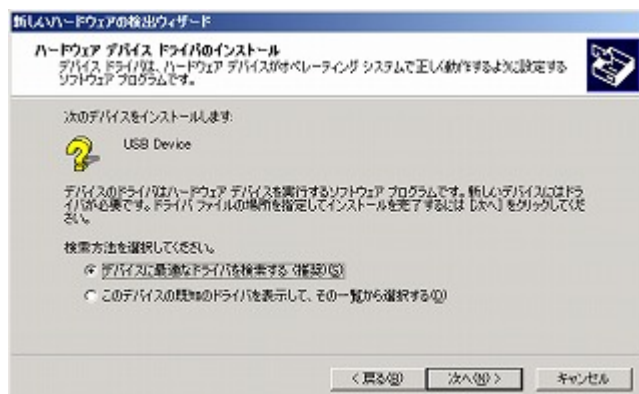 新しいハードウェアの検出ウィザード
ハードウェア デバイス ドライバのインストール
デバイス ドライバは、ハードウェア デバイスがオペレーティング システムで正しく動作するように設定する
ソフトウェア プログラムです。
次のデバイスをインストールします:
USB Device
デバイスのドライバはハードウェア デバイスを実行するソフトウェア プログラムです。新しいデバイスにはドラ
イバが必要です。ドライバ ファイルの場所を指定してインストールを完了するには [次へ] をクリックしてくだ
さい。
検索方法を選択してください。
デバイスに最適なドライバを検索する (推奨)(S)
このデバイスの既知のドライバを表示して、その一覧から選択する(D)
< 戻る(B)
次へ(N) >
キャンセル